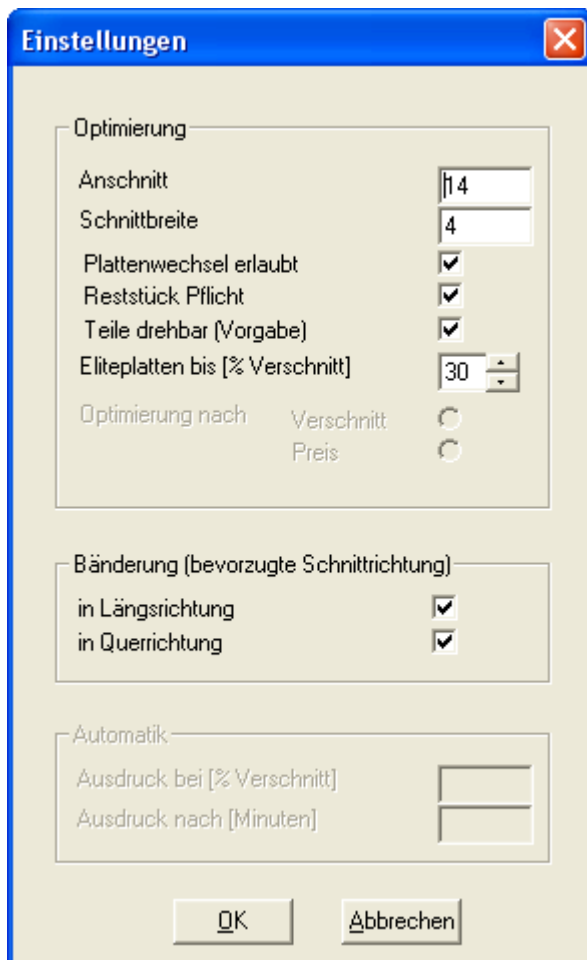 Einstellungen
Optimierung
Anschnitt 14
Schnittbreite 4
Plattenwechsel erlaubt
Reststück Pflicht
Teile drehbar (Vorgabe)
Eliteplatten bis [% Verschnitt] 30
Optimierung nach Verschnitt
Preis
Bänderung (bevorzugte Schnittrichtung)
in Längsrichtung
in Querrichtung
Automatik
Ausdruck bei [% Verschnitt]
Ausdruck nach [Minuten]
OK Abbrechen